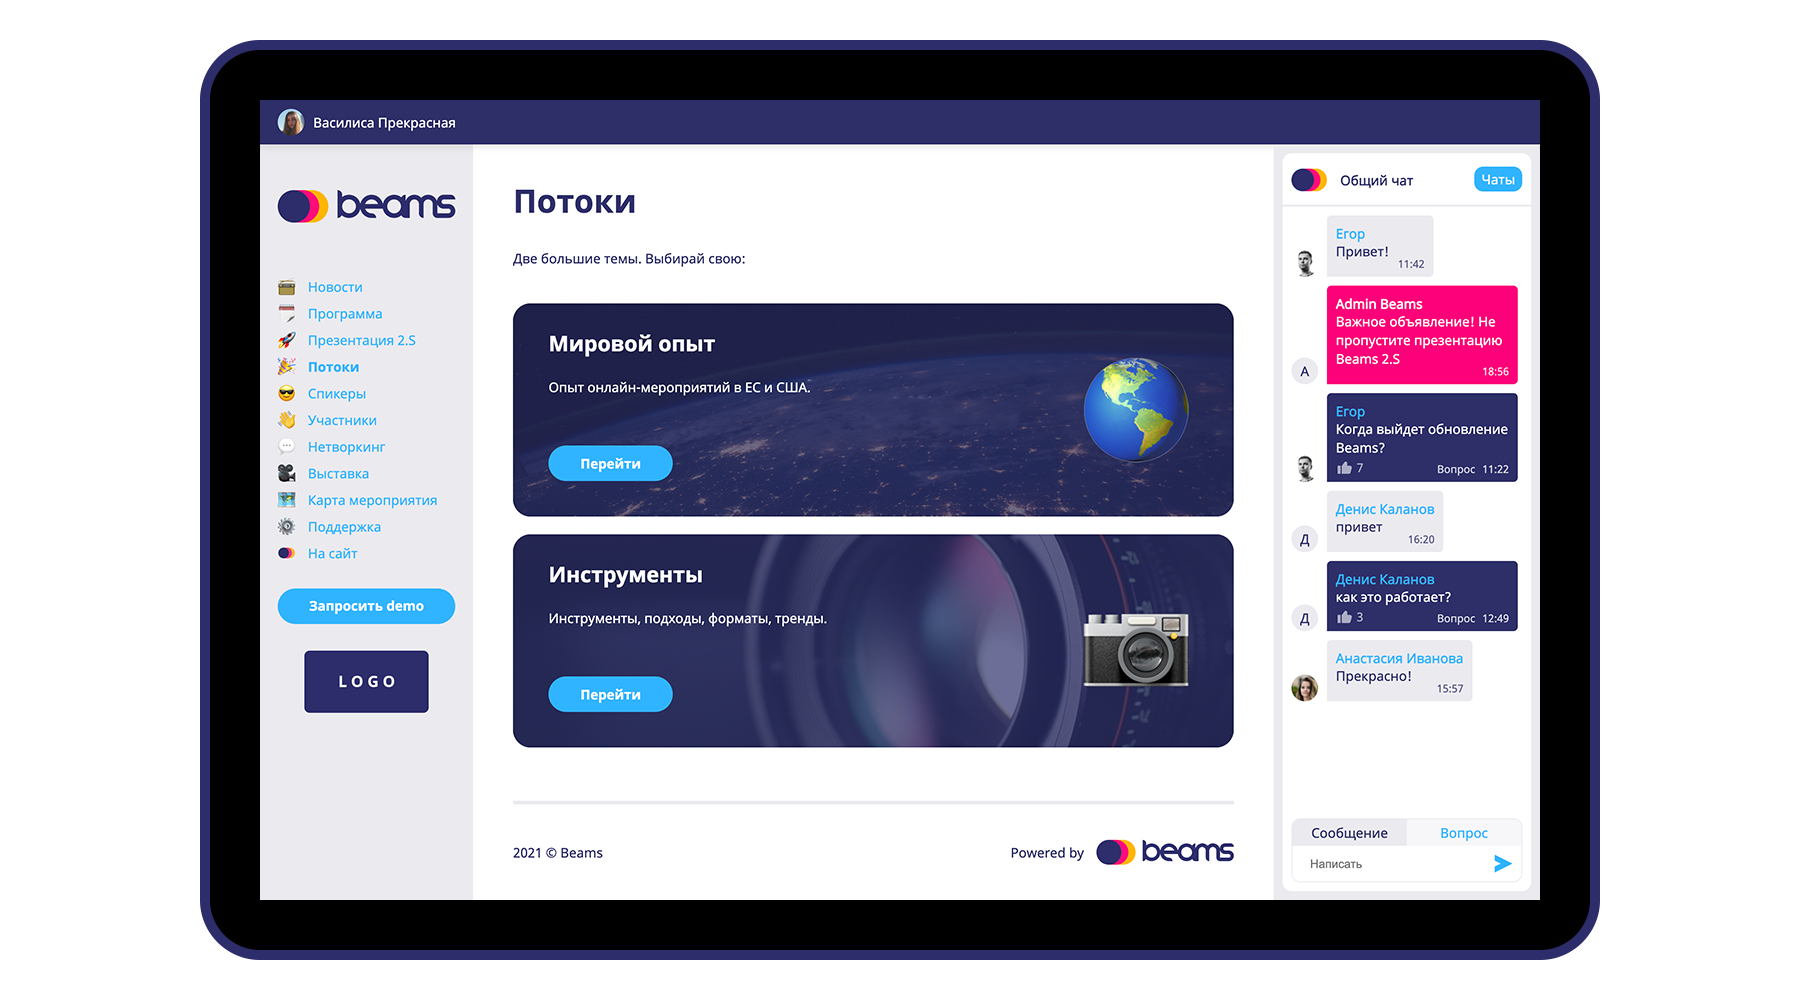 Василиса Прекрасная
beams
Новости
Программа
Презентация 2.S
Потоки
Спикеры
Участники
Нетворкинг
Выставка
Карта мероприятия
Поддержка
На сайт
Запросить demo
LOGO
Потоки
Две большие темы. Выбирай свою:
Мировой опыт
Опыт онлайн-мероприятий в ЕС и США.
Перейти
Инструменты
Инструменты, подходы, форматы, тренды.
Перейти
2021 © Beams
Powered by beams
Общий чат
Чаты
Егор
Привет!
11:42
Admin Beams
Важное объявление! Не
пропустите презентацию
Beams 2.S
18:56
А
Егор
Когда выйдет обновление
Beams?
7 Вопрос 11:22
Денис Каланов
привет
16:20
Д
Денис Каланов
как это работает?
3 Вопрос 12:49
Д
Анастасия Иванова
Прекрасно!
15:57
Сообщение Вопрос
Написать